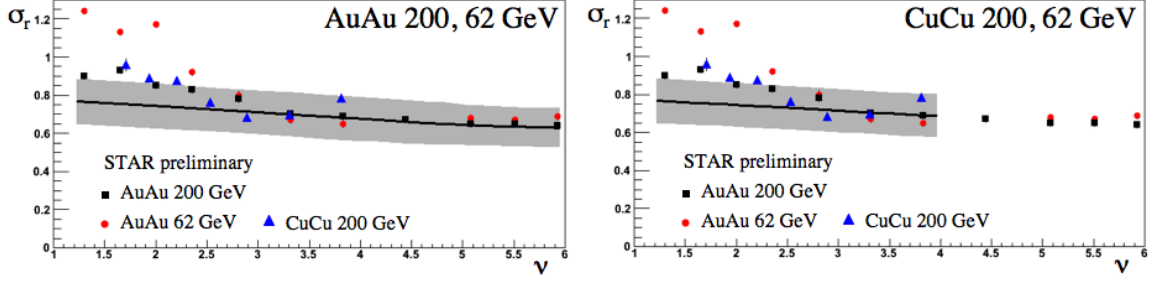 σr
AuAu 200, 62 GeV
1.2
1
0.8
0.6
0.4
0.2
0
STAR preliminary
AuAu 200 GeV
AuAu 62 GeV
CuCu 200 GeV
1 1.5 2 2.5 3 3.5 4 4.5 5 5.5 6
ν
σr
CuCu 200, 62 GeV
1.2
1
0.8
0.6
0.4
0.2
0
STAR preliminary
AuAu 200 GeV
AuAu 62 GeV
CuCu 200 GeV
1 1.5 2 2.5 3 3.5 4 4.5 5 5.5 6
ν